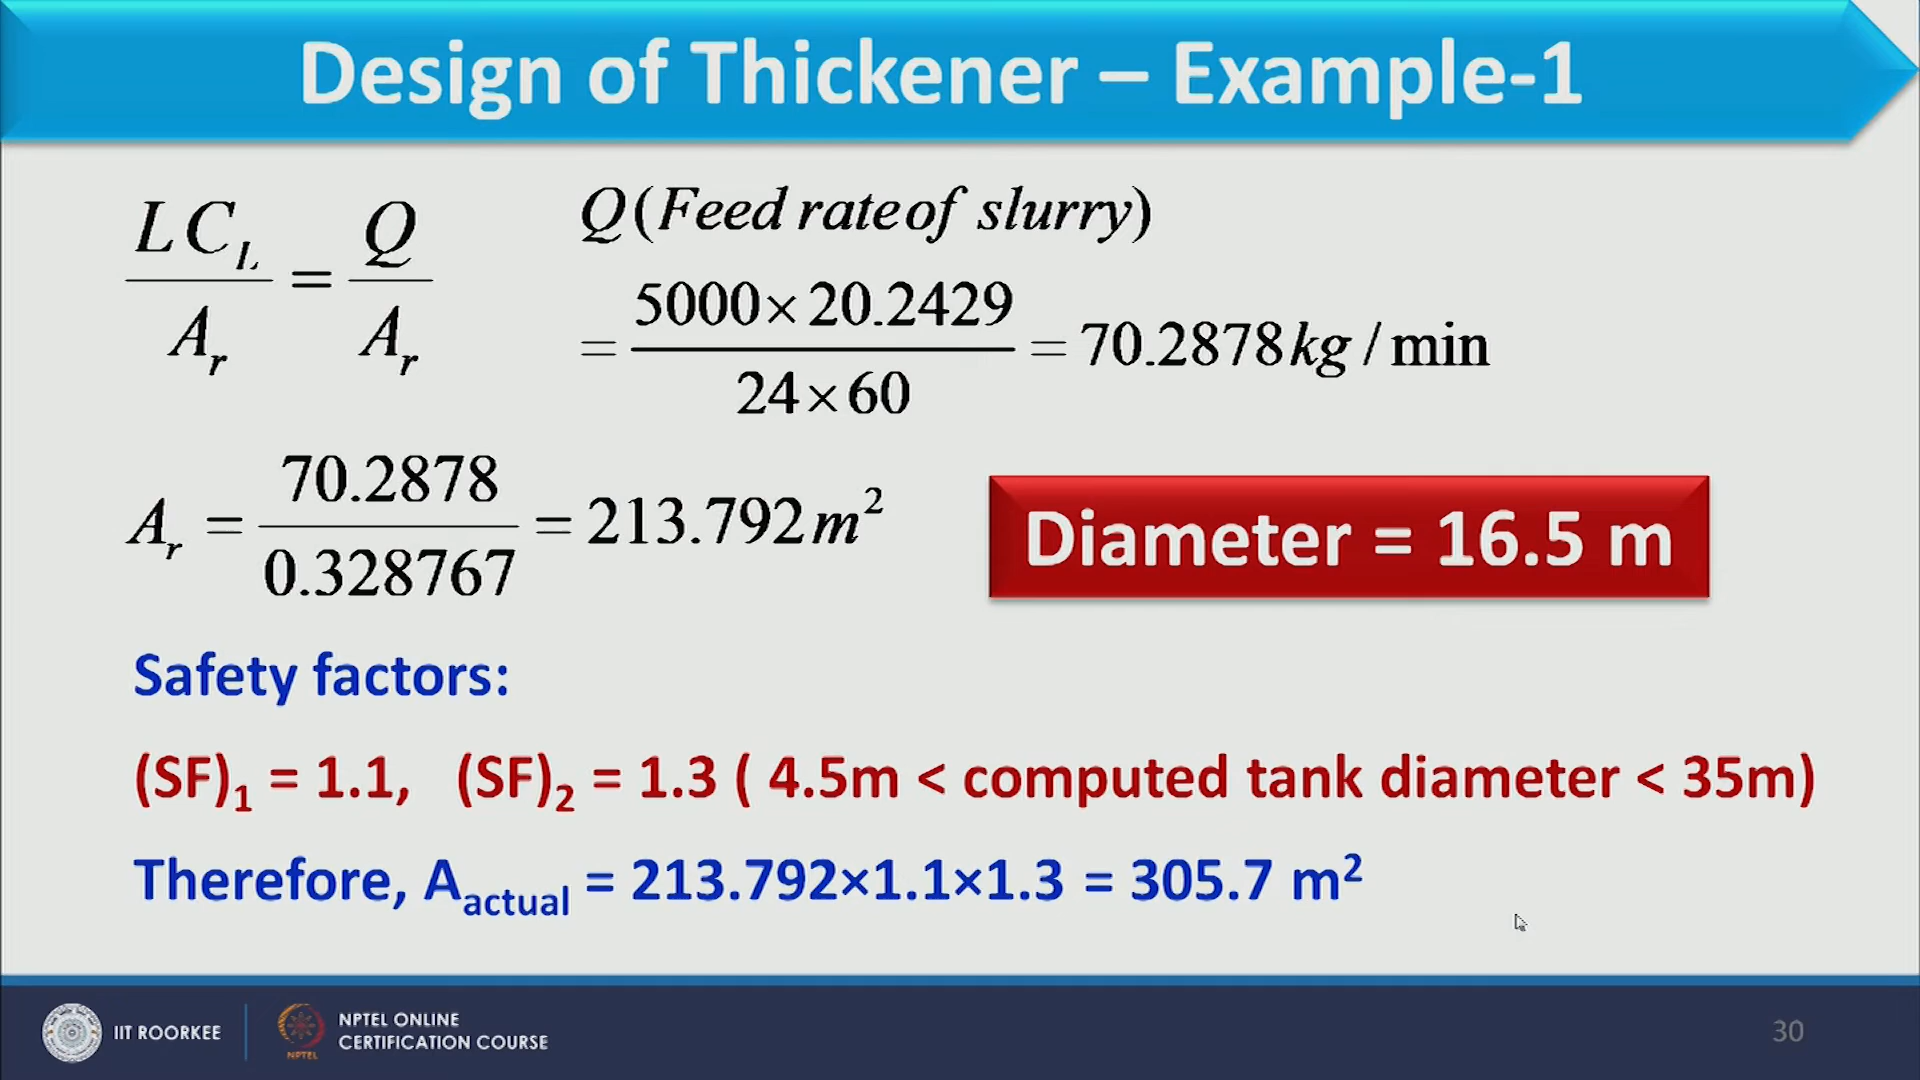 Design of Thickener – Example-1
L C_L / A_r = Q / A_r
Q (Feed rate of slurry)
= 5000×20.2429 / 24×60 = 70.2878 kg / min
A_r = 70.2878 / 0.328767 = 213.792 m²
Diameter = 16.5 m
Safety factors:
(SF)₁ = 1.1, (SF)₂ = 1.3 ( 4.5m < computed tank diameter < 35m)
Therefore, A_actual = 213.792×1.1×1.3 = 305.7 m²
IIT ROORKEE
NPTEL
NPTEL ONLINE
CERTIFICATION COURSE
30